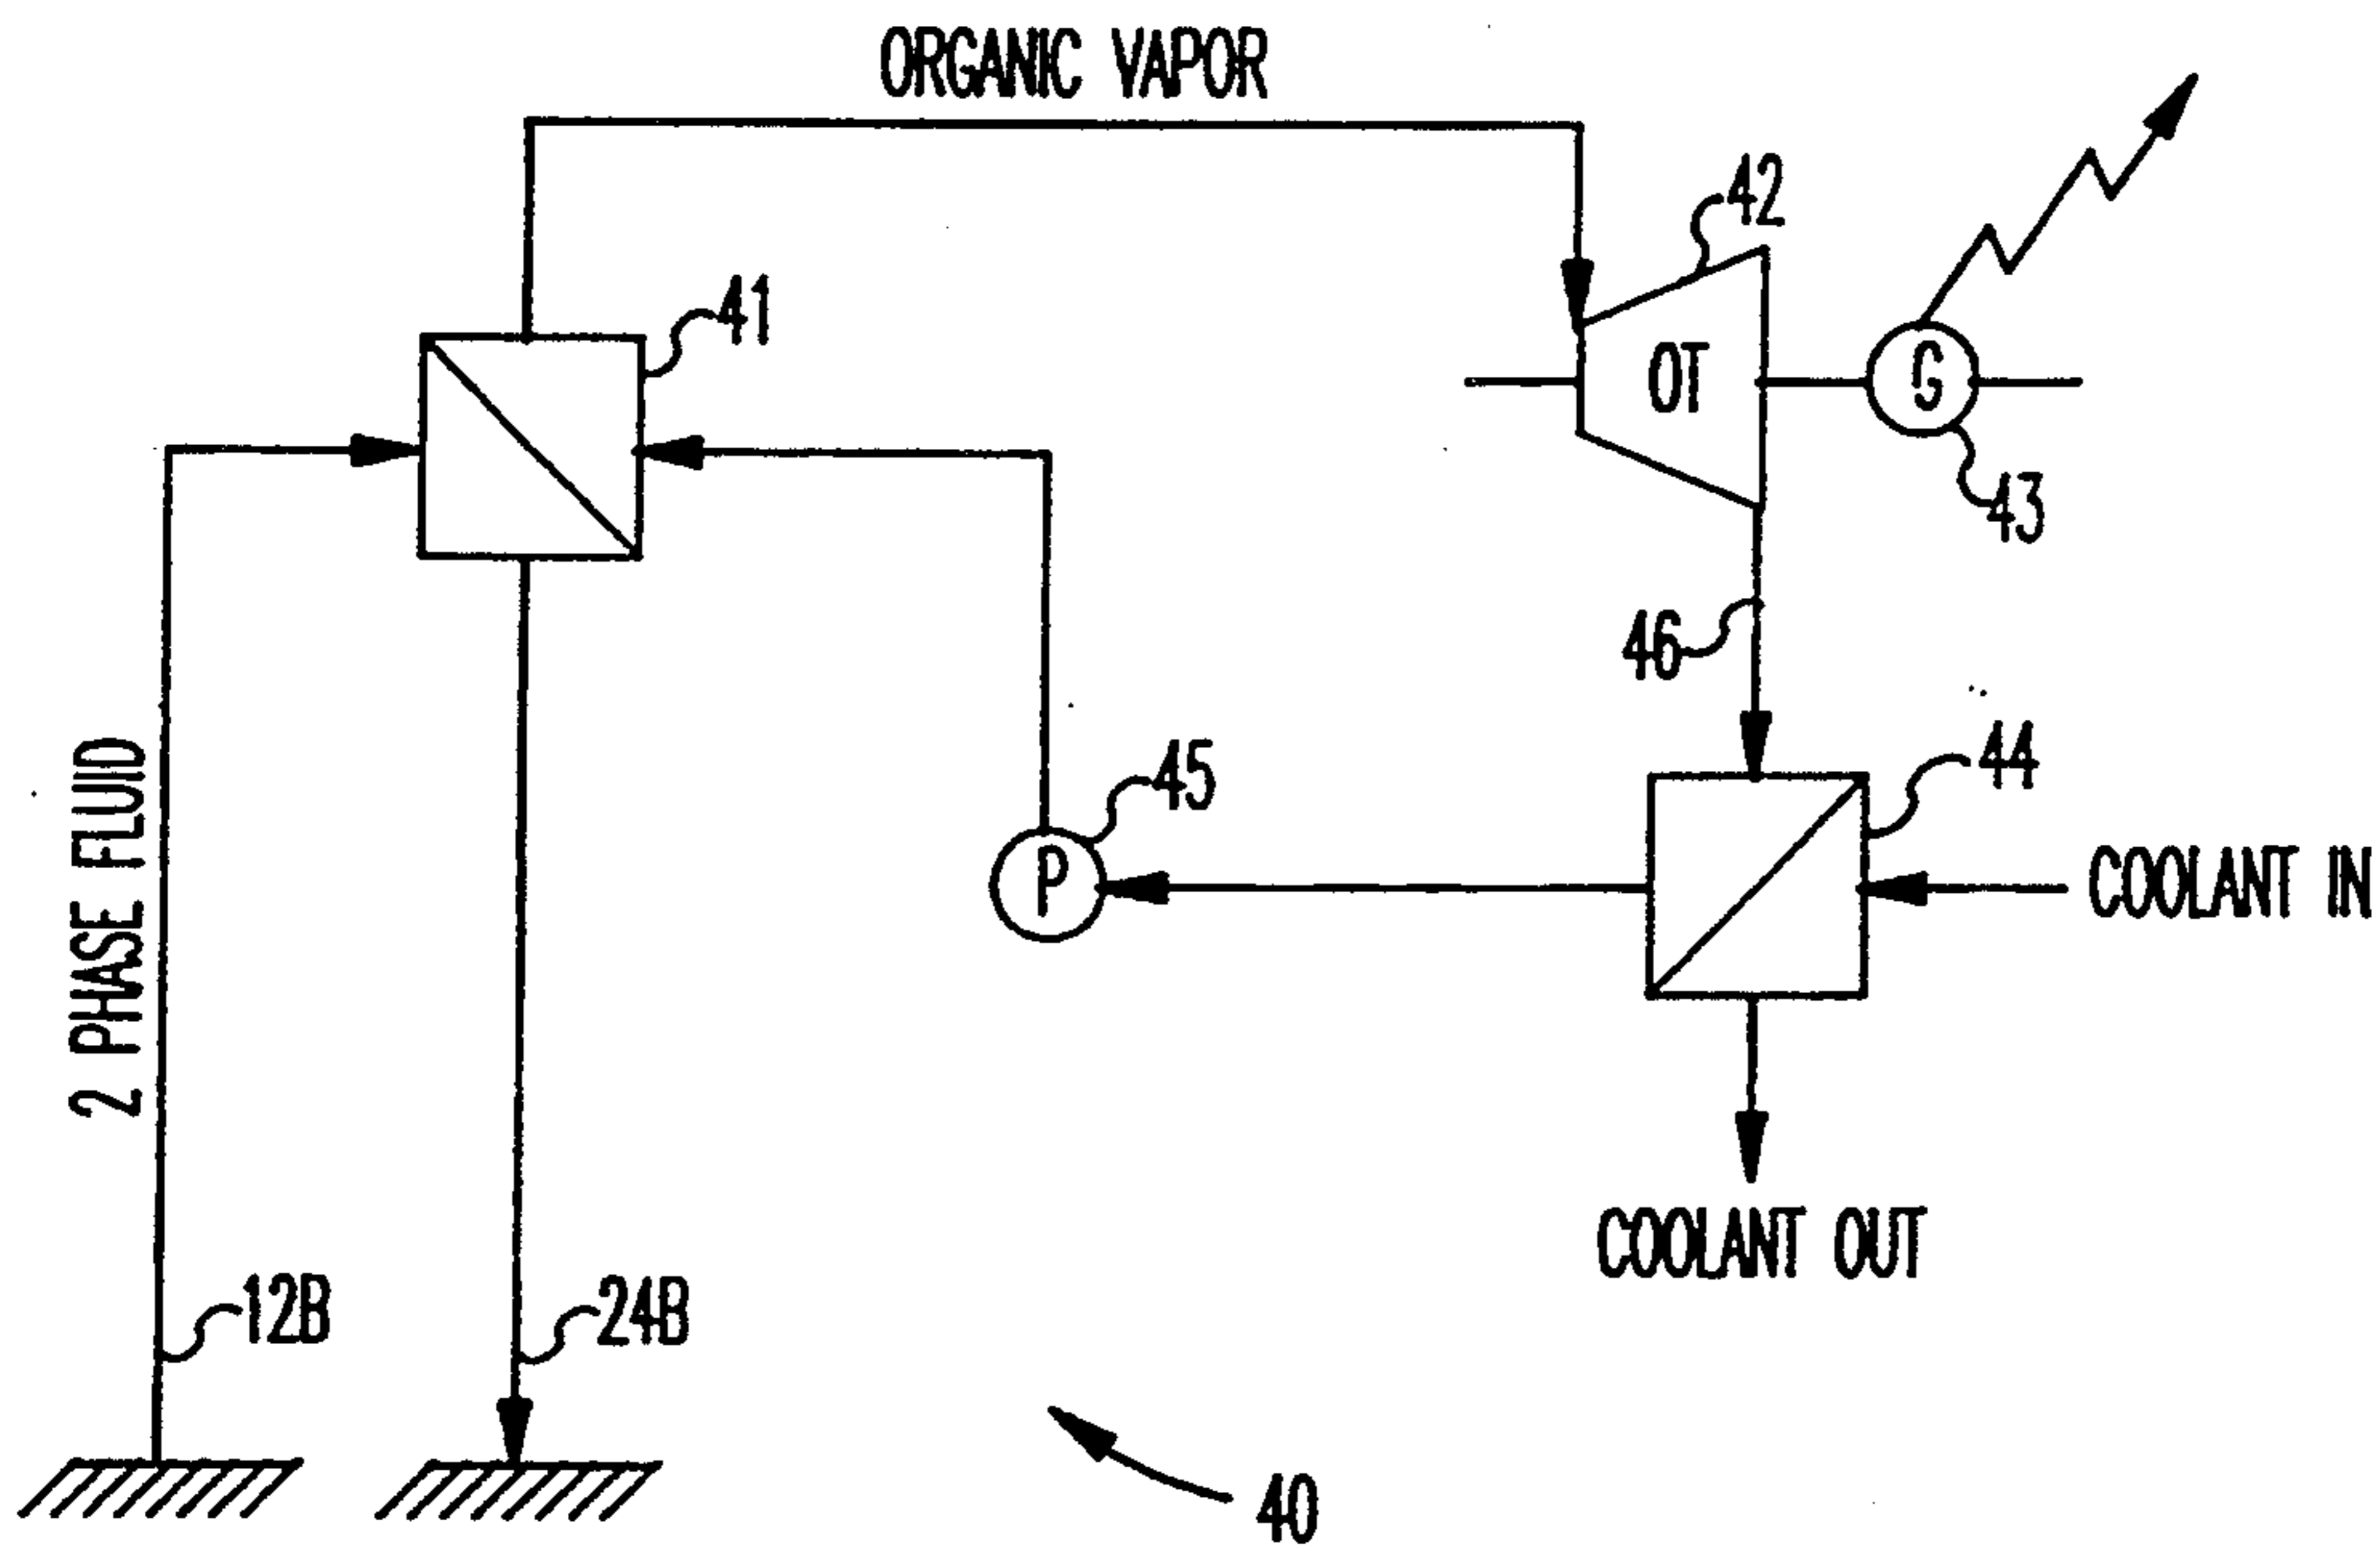 ORGANIC VAPOR
42
41
OT
G
43
46
2 PHASE FLUID
45
44
P
COOLANT IN
COOLANT OUT
12B
24B
40